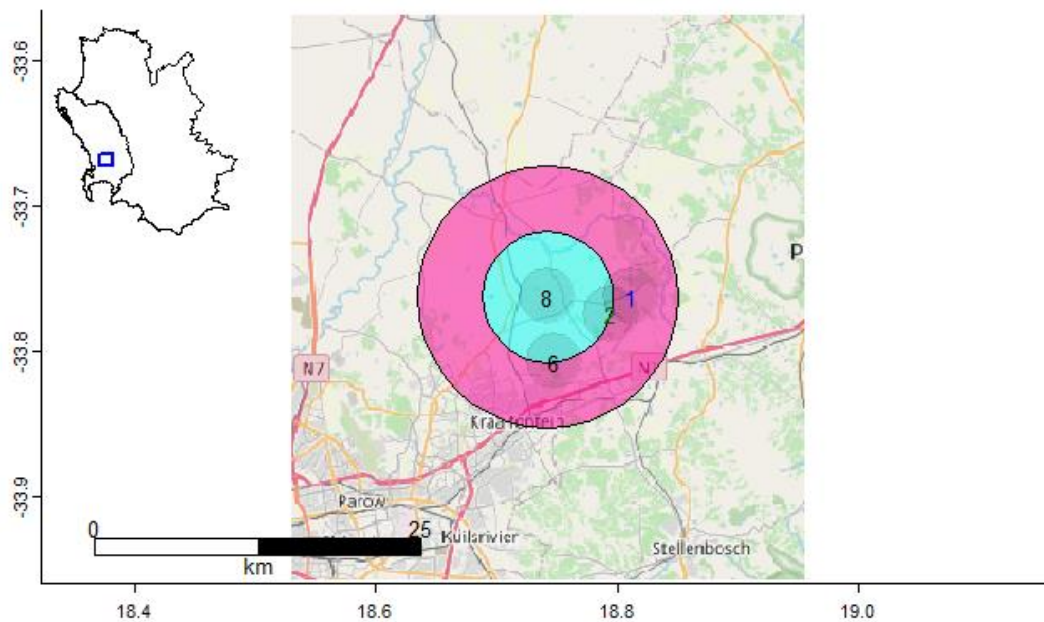 -33.6
-33.7
-33.8
-33.9
P
8
1
2
6
N7
N1
Kraaifontein
Parow
Kuilsrivier
Stellenbosch
0
25
km
18.4
18.6
18.8
19.0